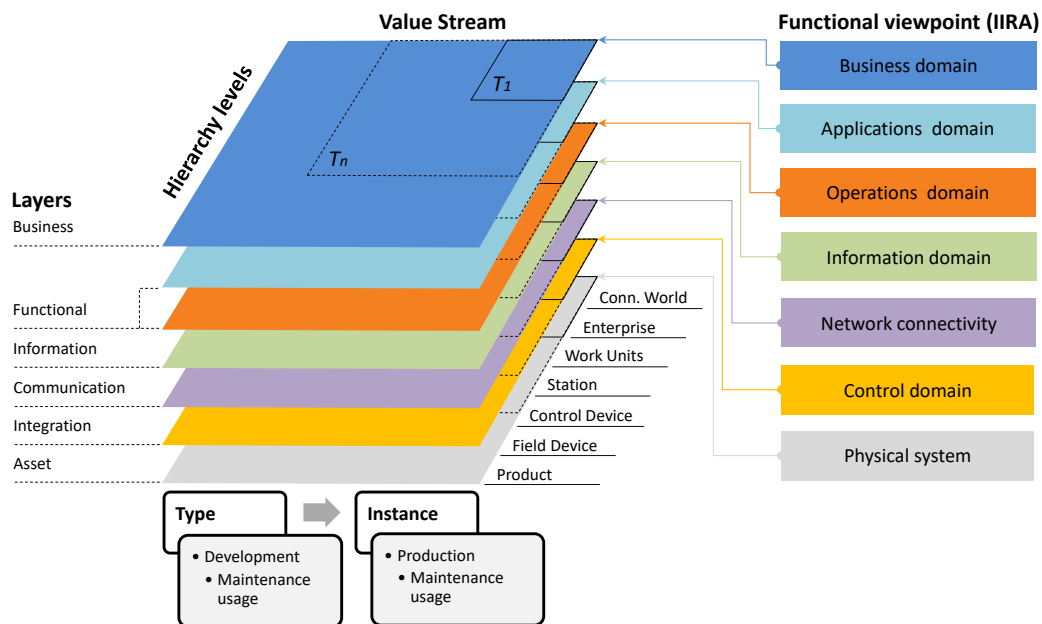 Value Stream
Functional viewpoint (IIRA)
Hierarchy levels
T1
Tn
Layers
Business
Functional
Information
Communication
Integration
Asset
Conn. World
Enterprise
Work Units
Station
Control Device
Field Device
Product
Business domain
Applications domain
Operations domain
Information domain
Network connectivity
Control domain
Physical system
Type
• Development
• Maintenance
usage
Instance
• Production
• Maintenance
usage